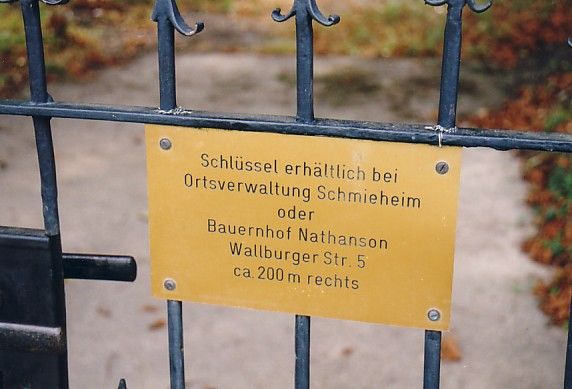 Schlüssel erhältlich bei
Ortsverwaltung Schmieheim
oder
Bauernhof Nathanson
Wallburger Str. 5
ca. 200 m rechts